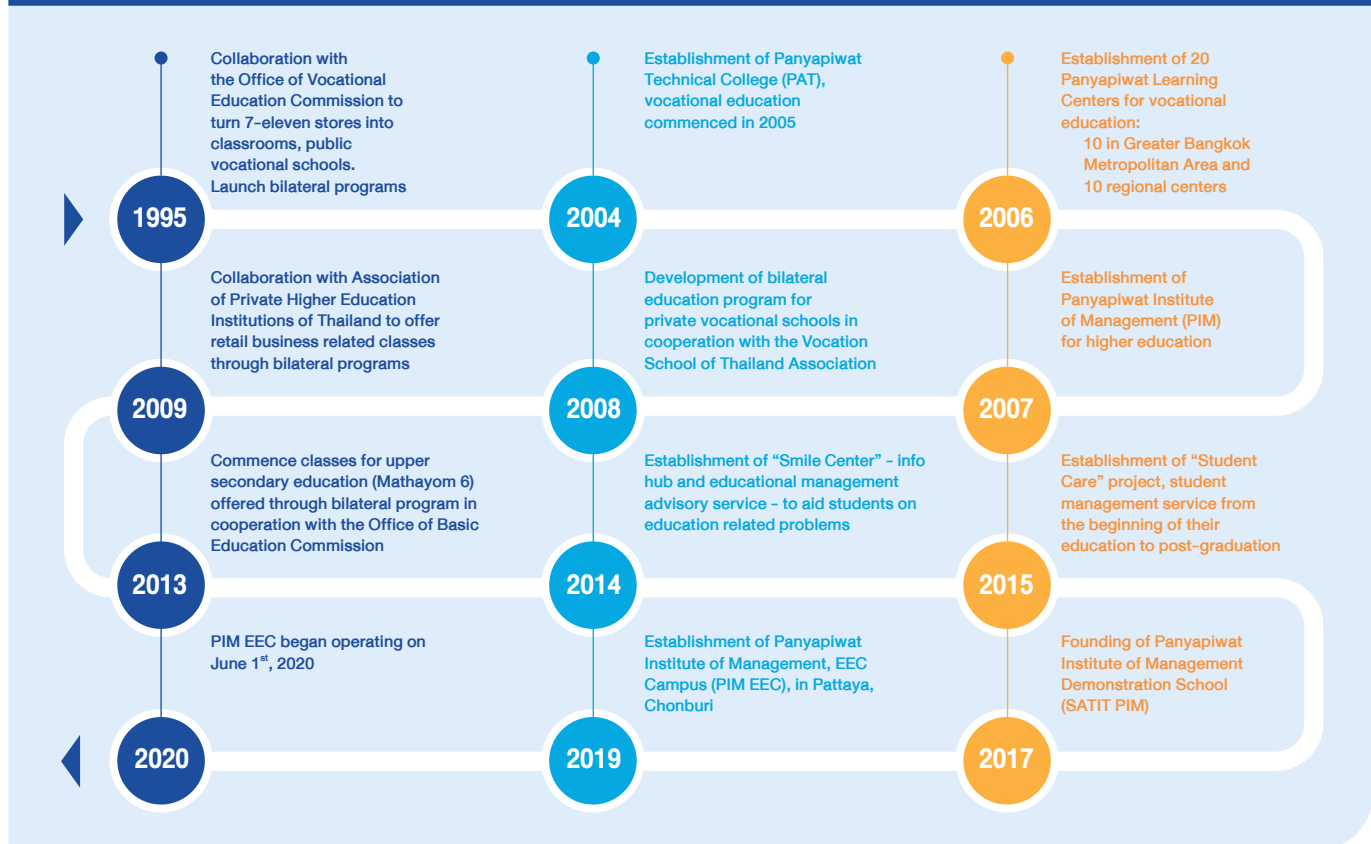 Collaboration with
the Office of Vocational
Education Commission to
turn 7-eleven stores into
classrooms, public
vocational schools.
Launch bilateral programs
1995
Establishment of Panyapiwat
Technical College (PAT),
vocational education
commenced in 2005
2004
Establishment of 20
Panyapiwat Learning
Centers for vocational
education:
10 in Greater Bangkok
Metropolitan Area and
10 regional centers
2006
Establishment of
Panyapiwat Institute
of Management (PIM)
for higher education
2007
Development of bilateral
education program for
private vocational schools in
cooperation with the Vocation
School of Thailand Association
2008
Collaboration with Association
of Private Higher Education
Institutions of Thailand to offer
retail business related classes
through bilateral programs
2009
Commence classes for upper
secondary education (Mathayom 6)
offered through bilateral program in
cooperation with the Office of Basic
Education Commission
2013
Establishment of “Smile Center” - info
hub and educational management
advisory service - to aid students on
education related problems
2014
Establishment of “Student
Care” project, student
management service from
the beginning of their
education to post-graduation
2015
Founding of Panyapiwat
Institute of Management
Demonstration School
(SATIT PIM)
2017
Establishment of Panyapiwat
Institute of Management, EEC
Campus (PIM EEC), in Pattaya,
Chonburi
2019
PIM EEC began operating on
June 1st, 2020
2020